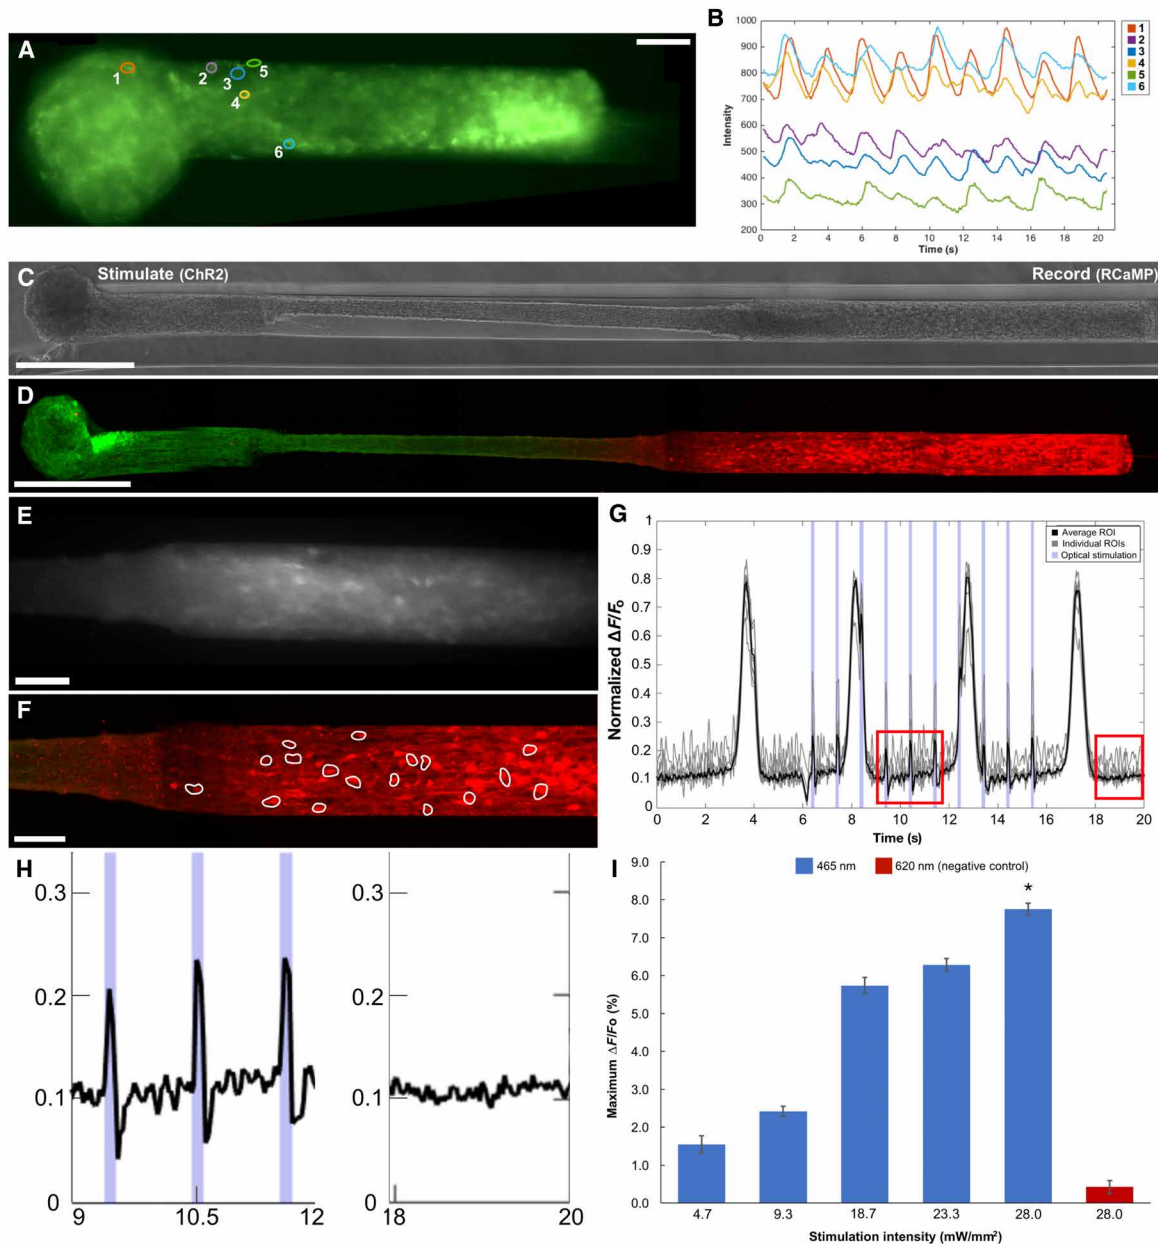 A
1
2
3
4
5
6
B
1000
900
800
700
600
500
400
300
200
Intensity
0 2 4 6 8 10 12 14 16 18 20
Time (s)
1
2
3
4
5
6
C
Stimulate (ChR2)
Record (RCaMP)
D
E
F
G
1
0.9
0.8
0.7
0.6
0.5
0.4
0.3
0.2
0.1
0
Normalized ΔF/Fo
0 2 4 6 8 10 12 14 16 18 20
Time (s)
Average ROI
Individual ROIs
Optical stimulation
H
0.3
0.2
0.1
0
9 10.5 12
0.3
0.2
0.1
0
18 20
I
465 nm
620 nm (negative control)
9.0
8.0
7.0
6.0
5.0
4.0
3.0
2.0
1.0
0.0
Maximum ΔF/Fo (%)
*
4.7 9.3 18.7 23.3 28.0 28.0
Stimulation intensity (mW/mm²)